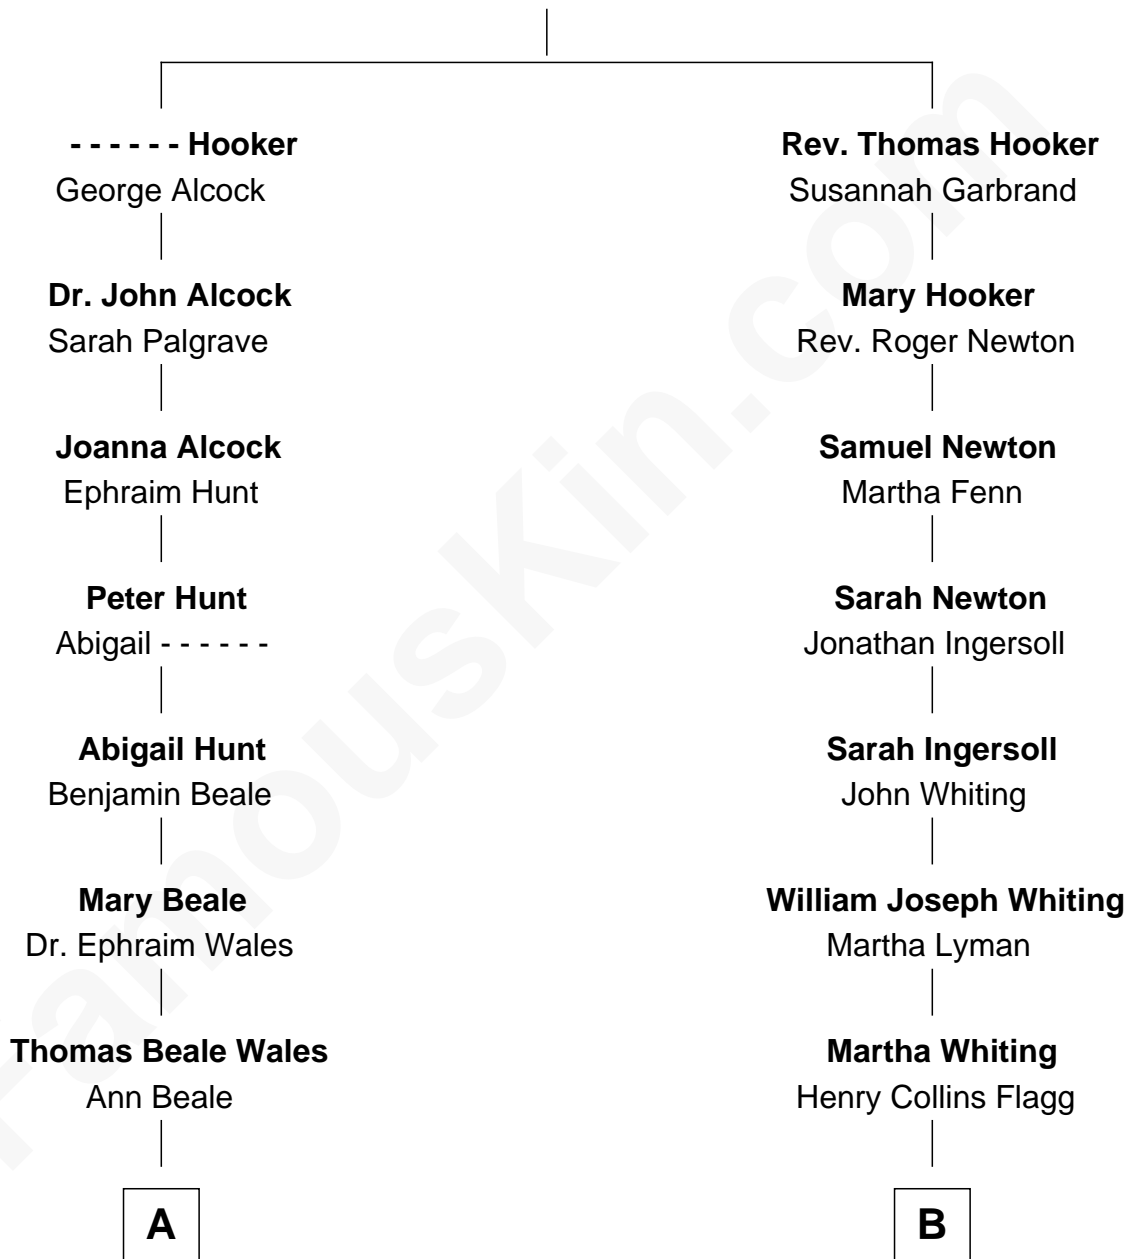 - - - - - - Hooker
George Alcock
Rev. Thomas Hooker
Susannah Garbrand
Dr. John Alcock
Sarah Palgrave
Mary Hooker
Rev. Roger Newton
Joanna Alcock
Ephraim Hunt
Samuel Newton
Martha Fenn
Peter Hunt
Abigail - - - - - -
Sarah Newton
Jonathan Ingersoll
Abigail Hunt
Benjamin Beale
Sarah Ingersoll
John Whiting
Mary Beale
Dr. Ephraim Wales
William Joseph Whiting
Martha Lyman
Thomas Beale Wales
Ann Beale
Martha Whiting
Henry Collins Flagg
A
B
FamousKin.com